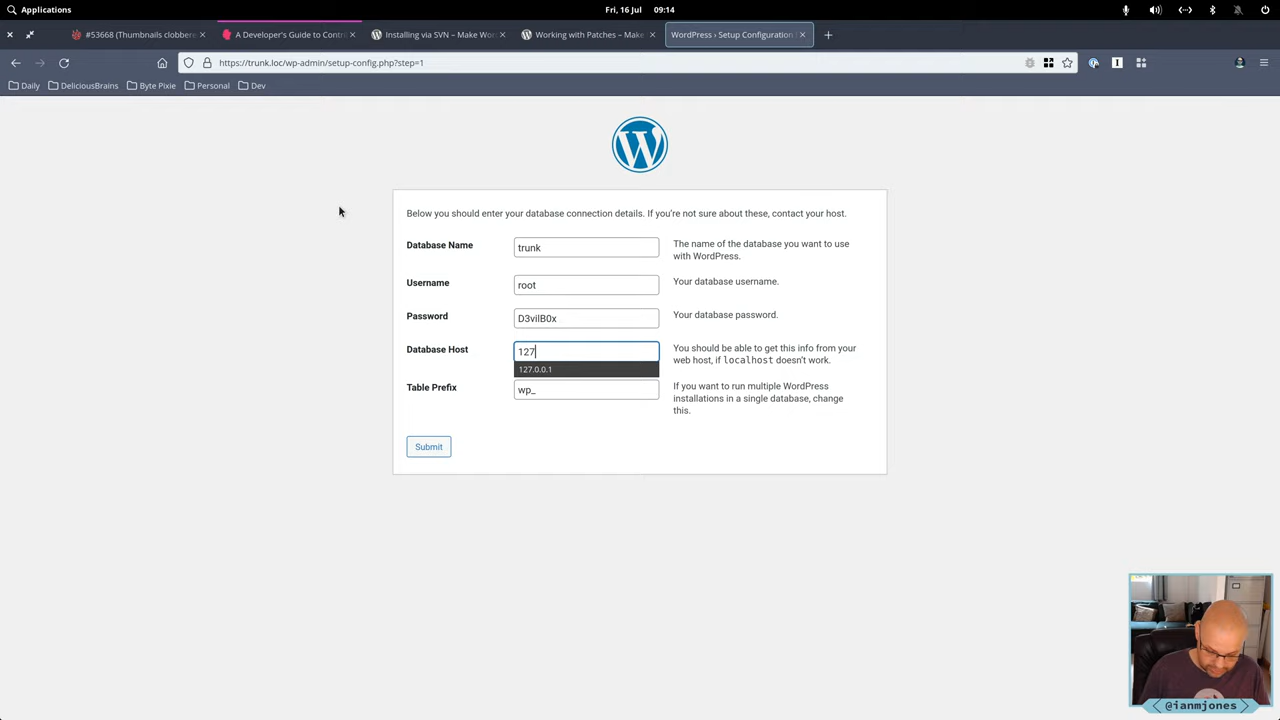 Applications
Fri, 16 Jul 09:14
#53668 (Thumbnails clobbere
A Developer's Guide to Contri
Installing via SVN – Make Wor
Working with Patches – Make
WordPress › Setup Configuration
https://trunk.loc/wp-admin/setup-config.php?step=1
Daily
DeliciousBrains
Byte Pixie
Personal
Dev
Below you should enter your database connection details. If you're not sure about these, contact your host.
Database Name
trunk
The name of the database you want to use
with WordPress.
Username
root
Your database username.
Password
D3vilB0x
Your database password.
Database Host
127
127.0.0.1
You should be able to get this info from your
web host, if localhost doesn't work.
Table Prefix
wp_
If you want to run multiple WordPress
installations in a single database, change
this.
Submit
@ianmjones